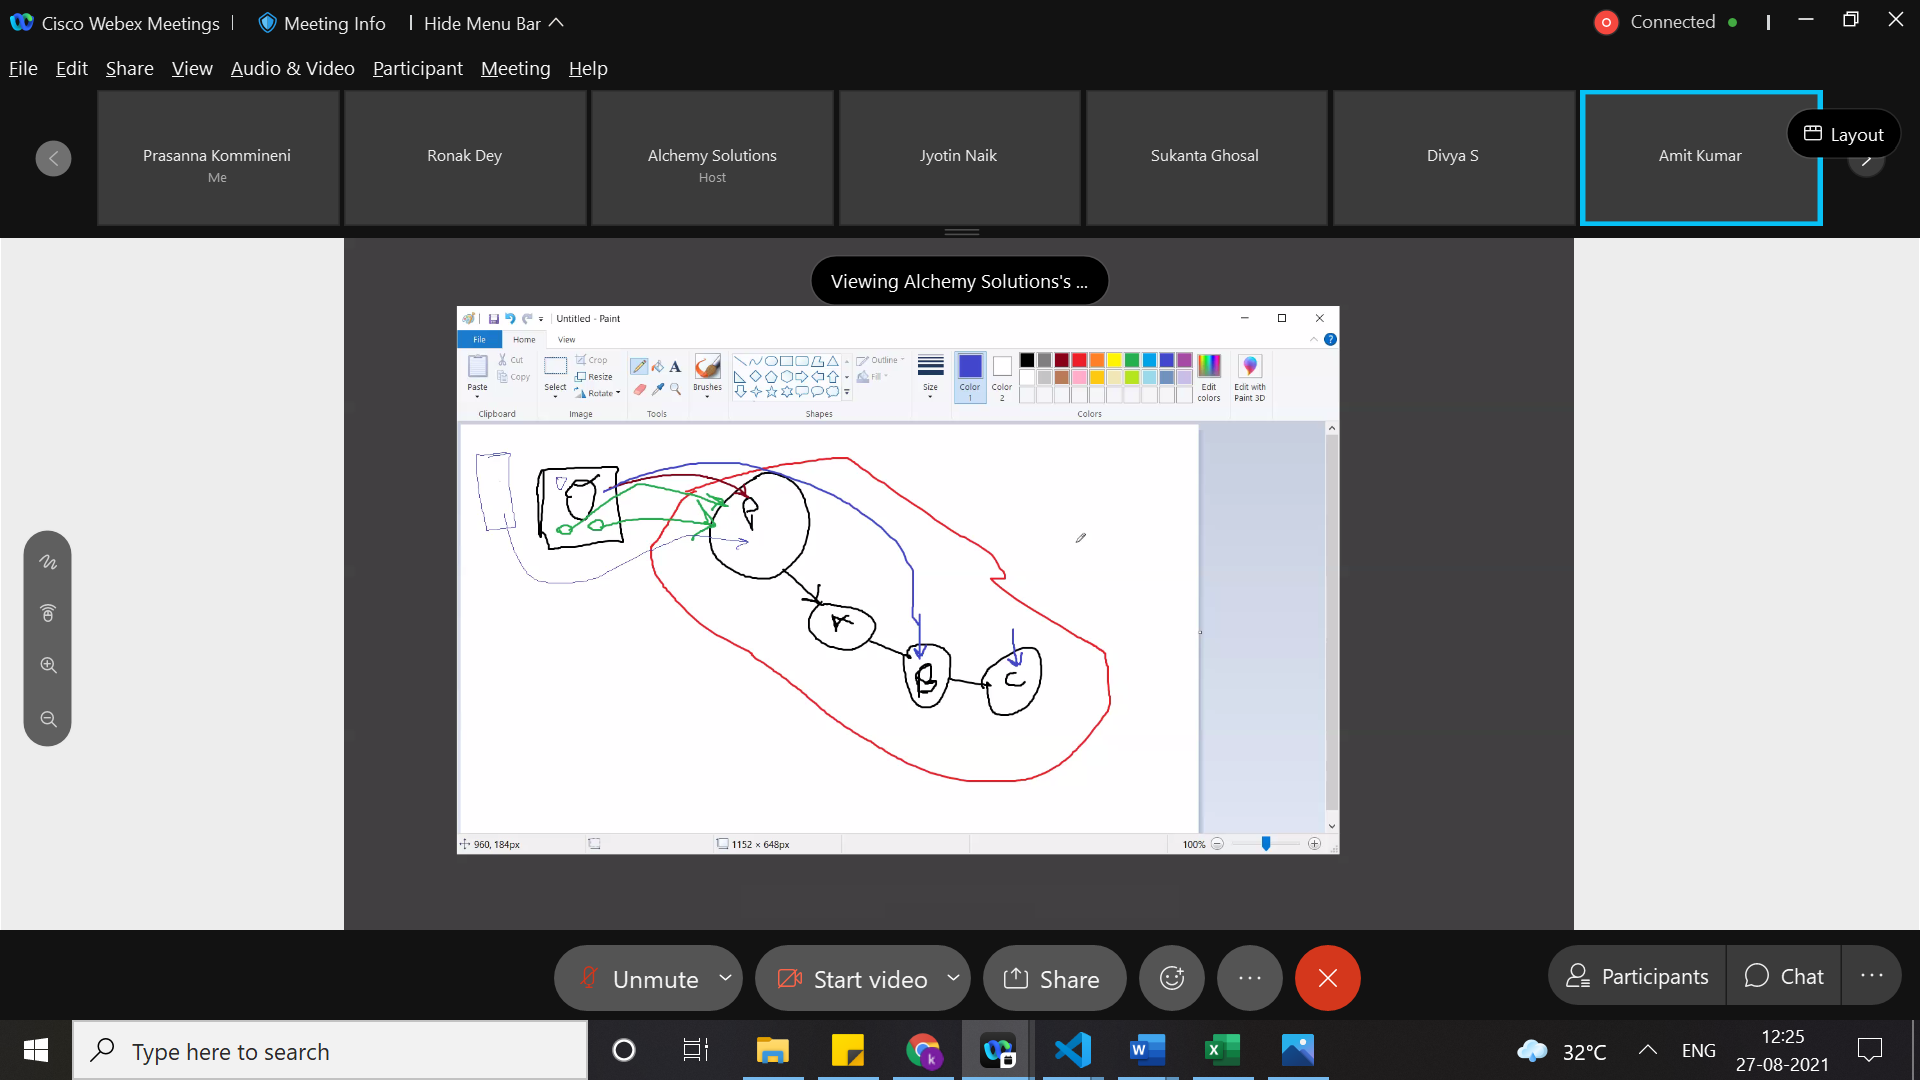 Cisco Webex Meetings
Meeting Info
Hide Menu Bar
Connected
File Edit Share View Audio & Video Participant Meeting Help
Prasanna Kommineni
Me
Ronak Dey
Alchemy Solutions
Host
Jyotin Naik
Sukanta Ghosal
Divya S
Amit Kumar
Layout
Viewing Alchemy Solutions's ...
Untitled - Paint
File Home View
Paste
Cut
Copy
Clipboard
Select
Crop
Resize
Rotate
Image
A
Tools
Brushes
Outline
Fill
Shapes
Size
Color
1
Color
2
Edit
colors
Colors
Edit with
Paint 3D
P
A
B
C
960, 184px
1152 × 648px
100%
Unmute
Start video
Share
Participants
Chat
Type here to search
k
32°C
ENG
12:25
27-08-2021